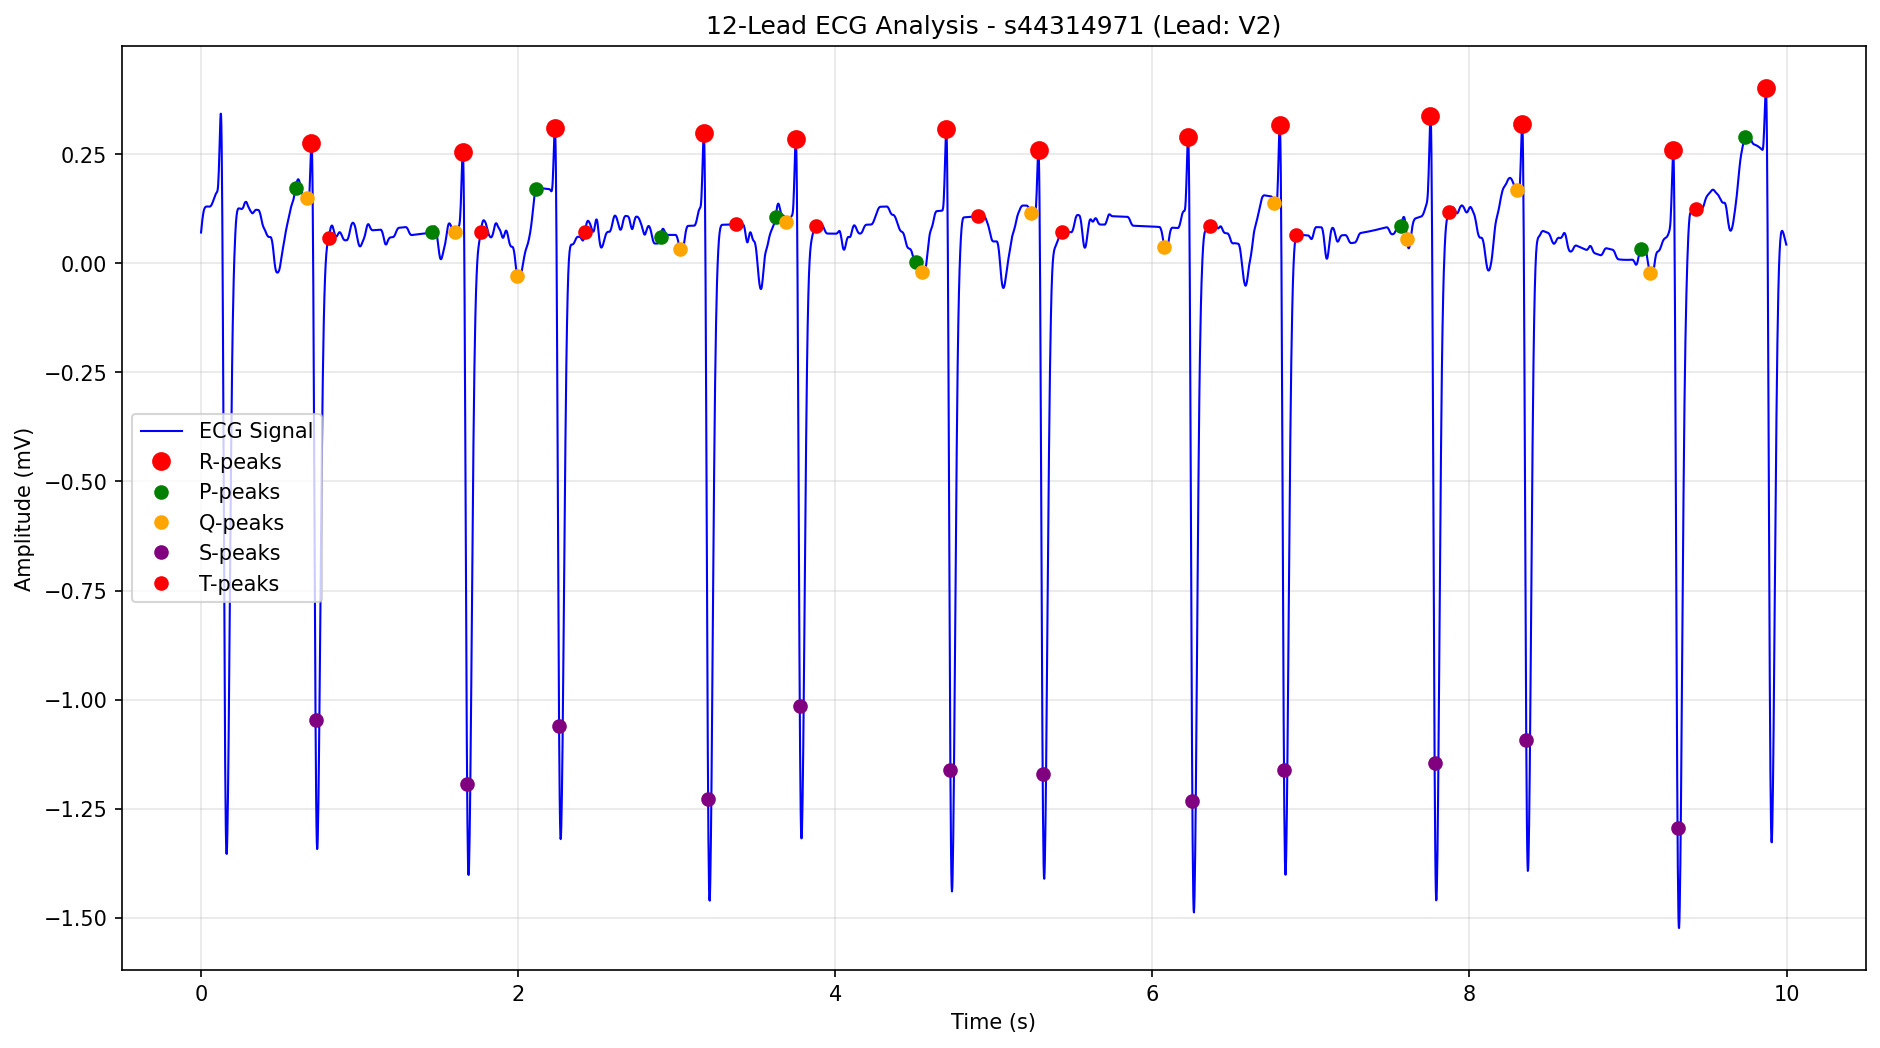 12-Lead ECG Analysis - s44314971 (Lead: V2)
Amplitude (mV)
0.25
0.00
−0.25
−0.50
−0.75
−1.00
−1.25
−1.50
ECG Signal
R-peaks
P-peaks
Q-peaks
S-peaks
T-peaks
0 2 4 6 8 10
Time (s)